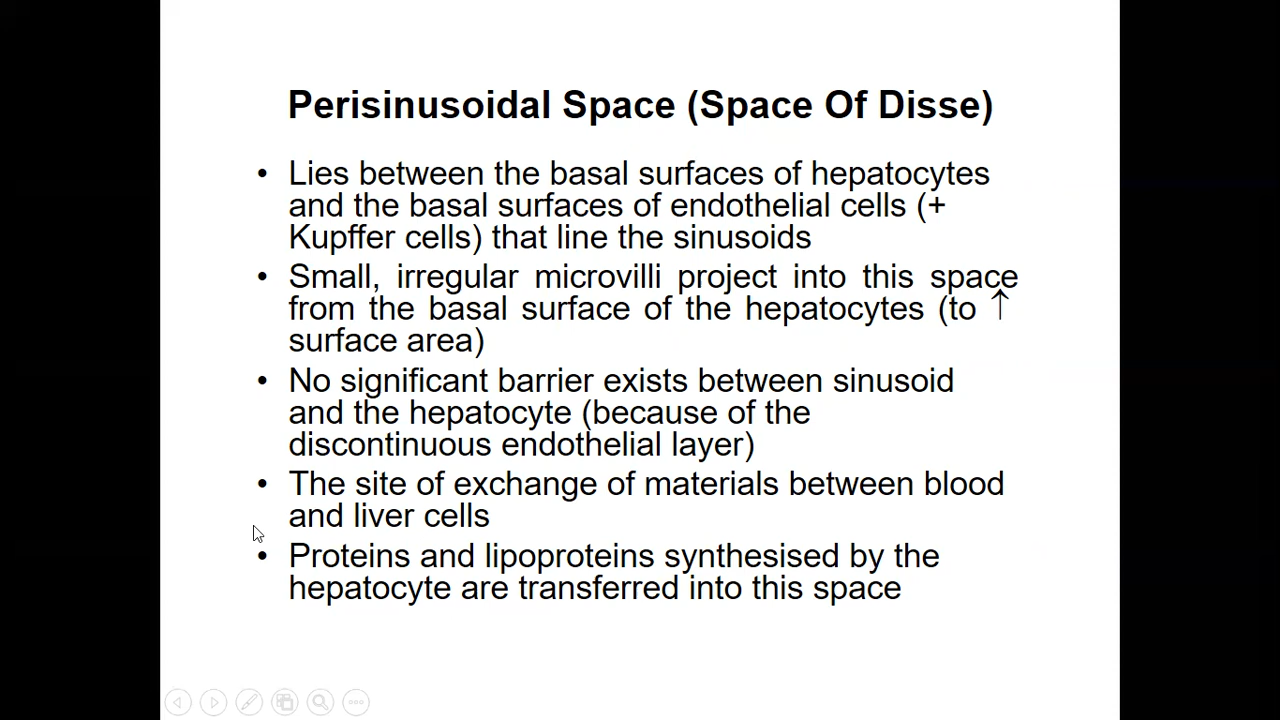 Perisinusoidal Space (Space Of Disse)
• Lies between the basal surfaces of hepatocytes
and the basal surfaces of endothelial cells (+
Kupffer cells) that line the sinusoids
• Small, irregular microvilli project into this space
from the basal surface of the hepatocytes (to ↑
surface area)
• No significant barrier exists between sinusoid
and the hepatocyte (because of the
discontinuous endothelial layer)
• The site of exchange of materials between blood
and liver cells
• Proteins and lipoproteins synthesised by the
hepatocyte are transferred into this space